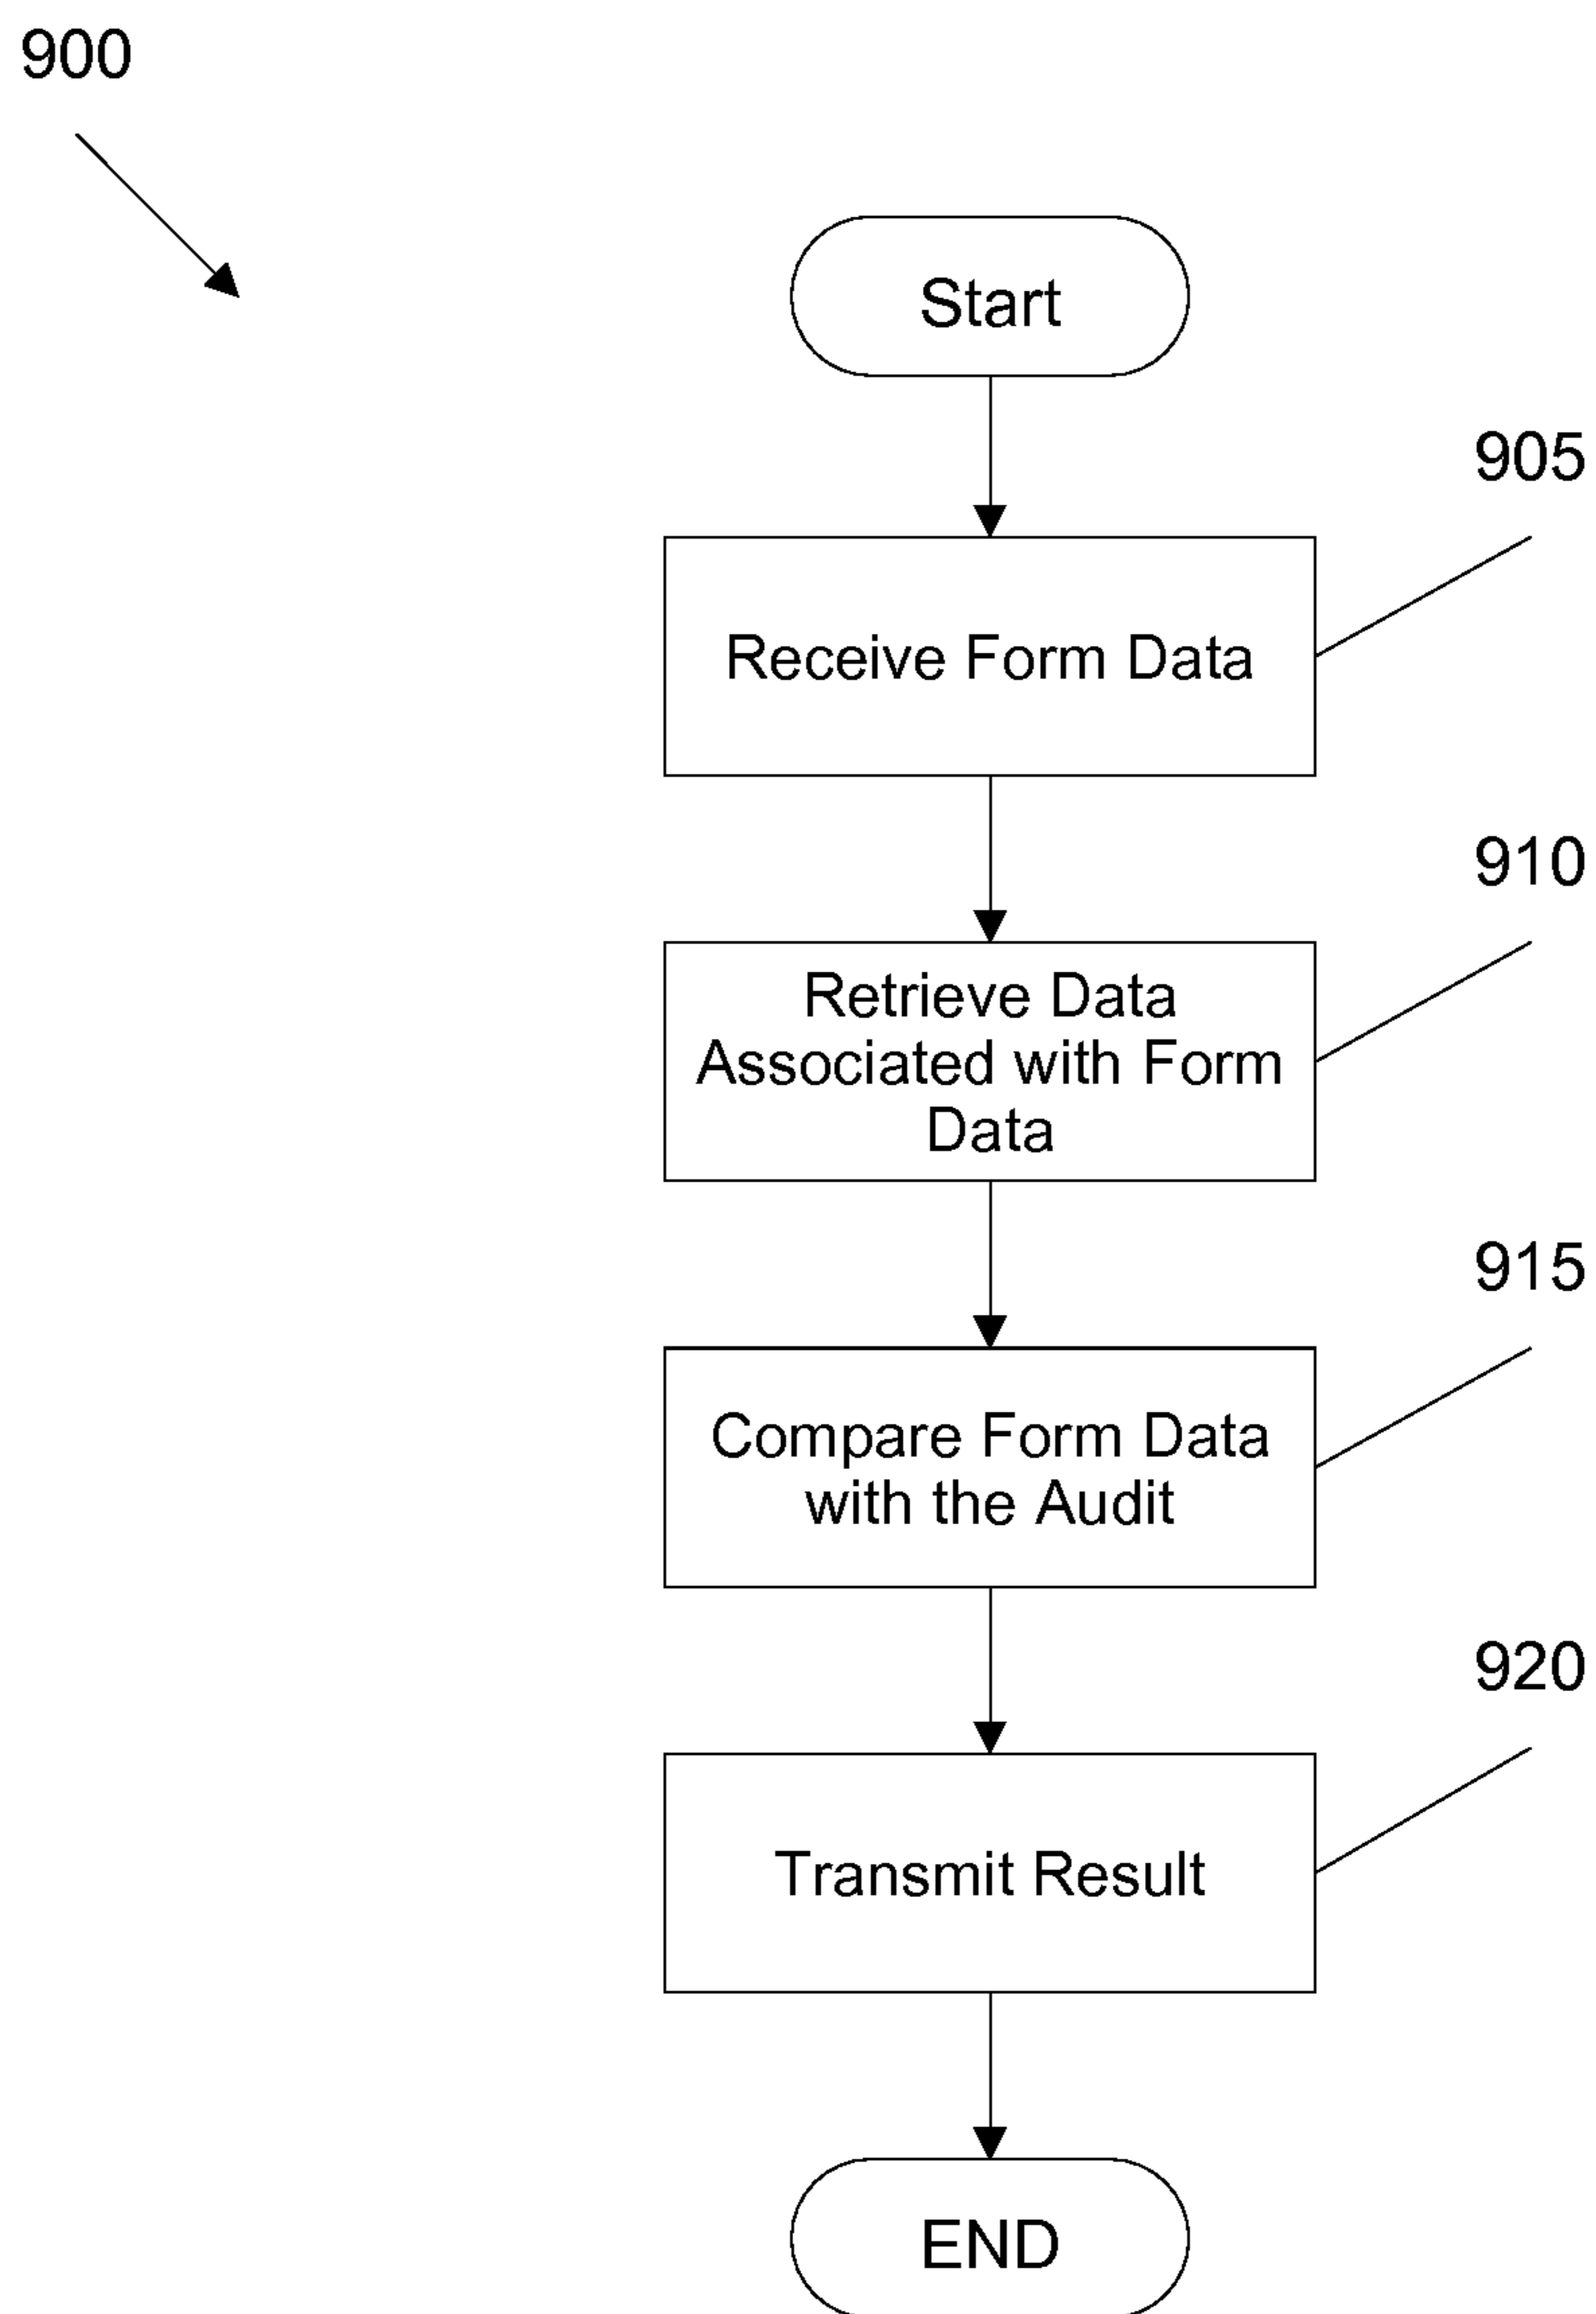 900
Start
905
Receive Form Data
910
Retrieve Data
Associated with Form
Data
915
Compare Form Data
with the Audit
920
Transmit Result
END